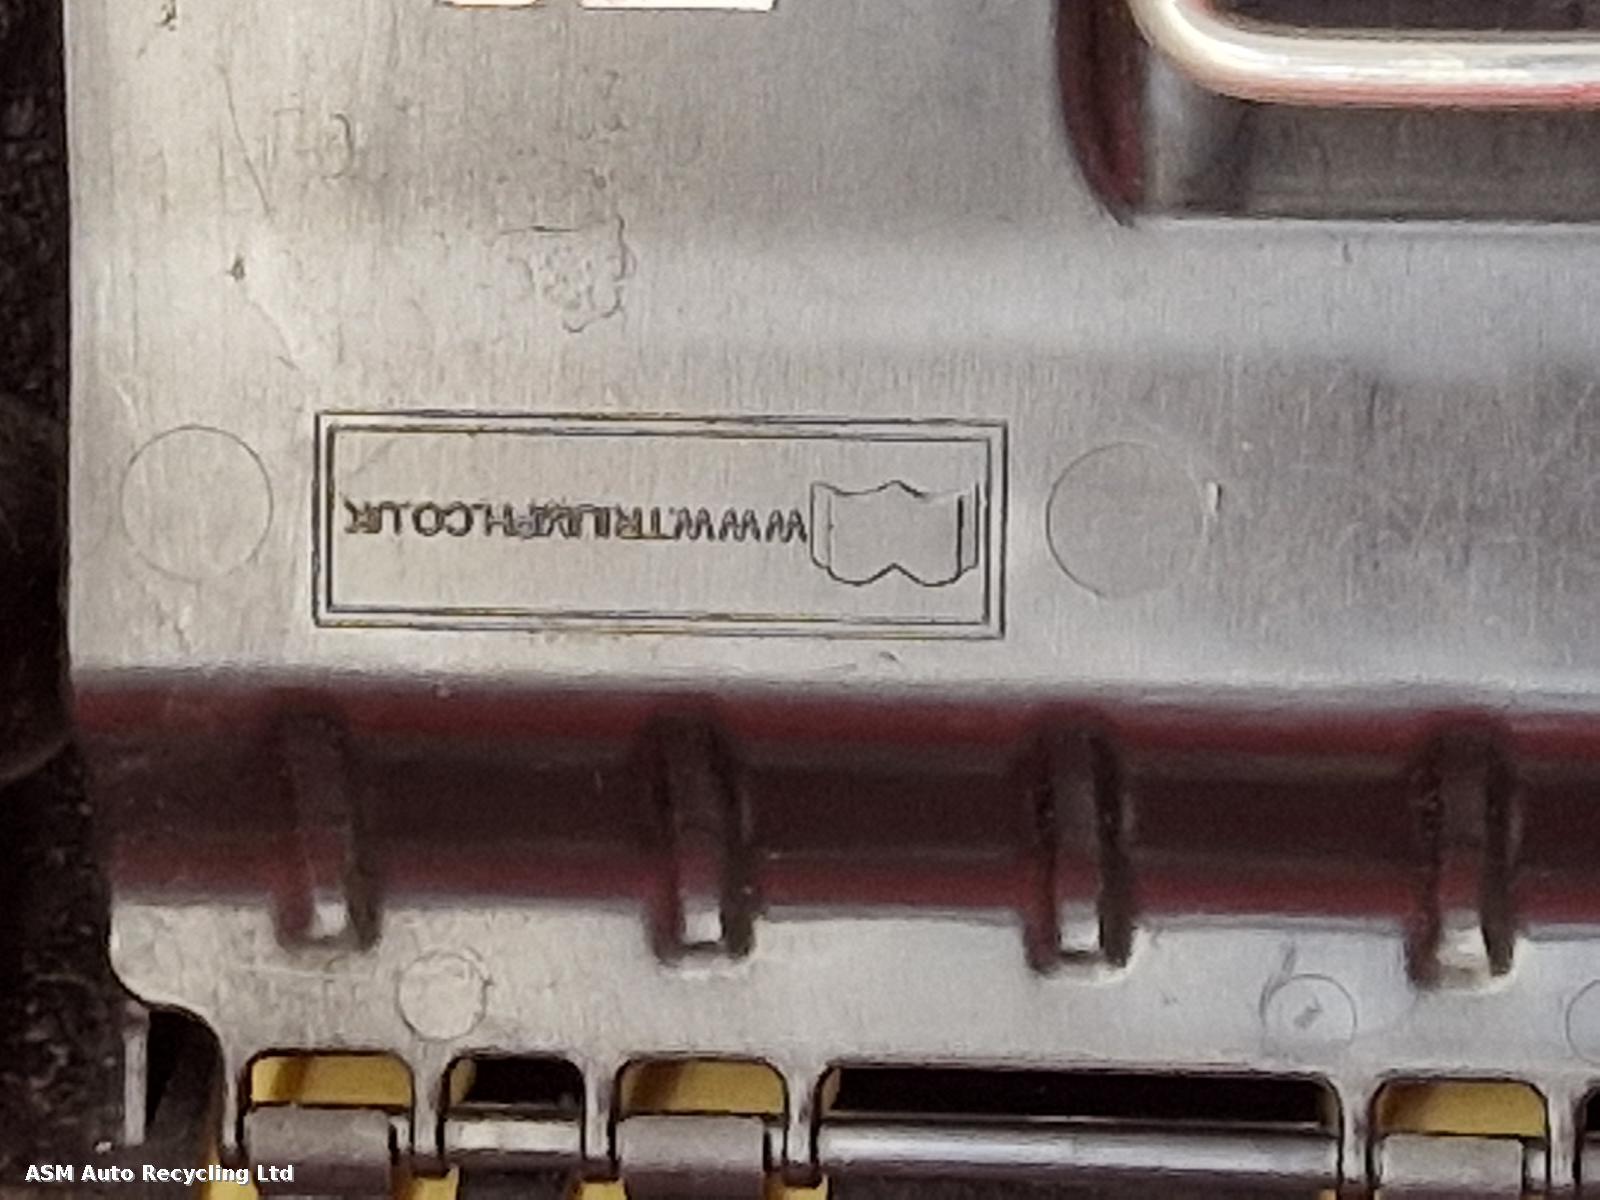 WWW.TRIUMPH.CO.UK
ASM Auto Recycling Ltd